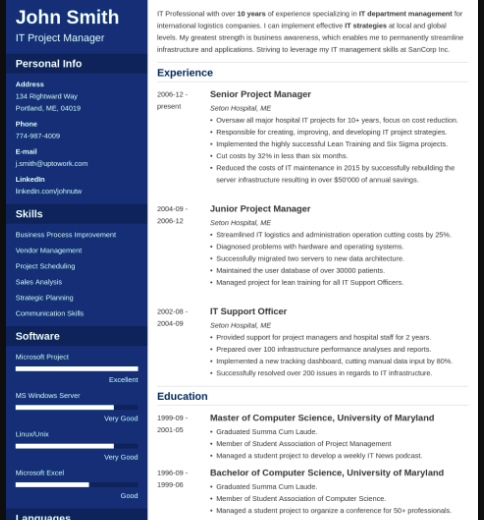 John Smith
IT Project Manager
Personal Info
Address
134 Rightward Way
Portland, ME, 04019
Phone
774-987-4009
E-mail
j.smith@uptowork.com
LinkedIn
linkedin.com/johnutw
Skills
Business Process Improvement
Vendor Management
Project Scheduling
Sales Analysis
Strategic Planning
Communication Skills
Software
Microsoft Project
Excellent
MS Windows Server
Very Good
Linux/Unix
Very Good
Microsoft Excel
Good
Languages
IT Professional with over 10 years of experience specializing in IT department management for
international logistics companies. I can implement effective IT strategies at local and global
levels. My greatest strength is business awareness, which enables me to permanently streamline
infrastructure and applications. Striving to leverage my IT management skills at SanCorp Inc.
Experience
2006-12 -
present
Senior Project Manager
Seton Hospital, ME
• Oversaw all major hospital IT projects for 10+ years, focus on cost reduction.
• Responsible for creating, improving, and developing IT project strategies.
• Implemented the highly successful Lean Training and Six Sigma projects.
• Cut costs by 32% in less than six months.
• Reduced the costs of IT maintenance in 2015 by successfully rebuilding the
server infrastructure resulting in over $50'000 of annual savings.
2004-09 -
2006-12
Junior Project Manager
Seton Hospital, ME
• Streamlined IT logistics and administration operation cutting costs by 25%.
• Diagnosed problems with hardware and operating systems.
• Successfully migrated two servers to new data architecture.
• Maintained the user database of over 30000 patients.
• Managed project for lean training for all IT Support Officers.
2002-08 -
2004-09
IT Support Officer
Seton Hospital, ME
• Provided support for project managers and hospital staff for 2 years.
• Prepared over 100 infrastructure performance analyses and reports.
• Implemented a new tracking dashboard, cutting manual data input by 80%.
• Successfully resolved over 200 issues in regards to IT infrastructure.
Education
1999-09 -
2001-05
Master of Computer Science, University of Maryland
• Graduated Summa Cum Laude.
• Member of Student Association of Project Management
• Managed a student project to develop a weekly IT News podcast.
1996-09 -
1999-06
Bachelor of Computer Science, University of Maryland
• Graduated Summa Cum Laude.
• Member of Student Association of Computer Science.
• Managed a student project to organize a conference for 50+ professionals.